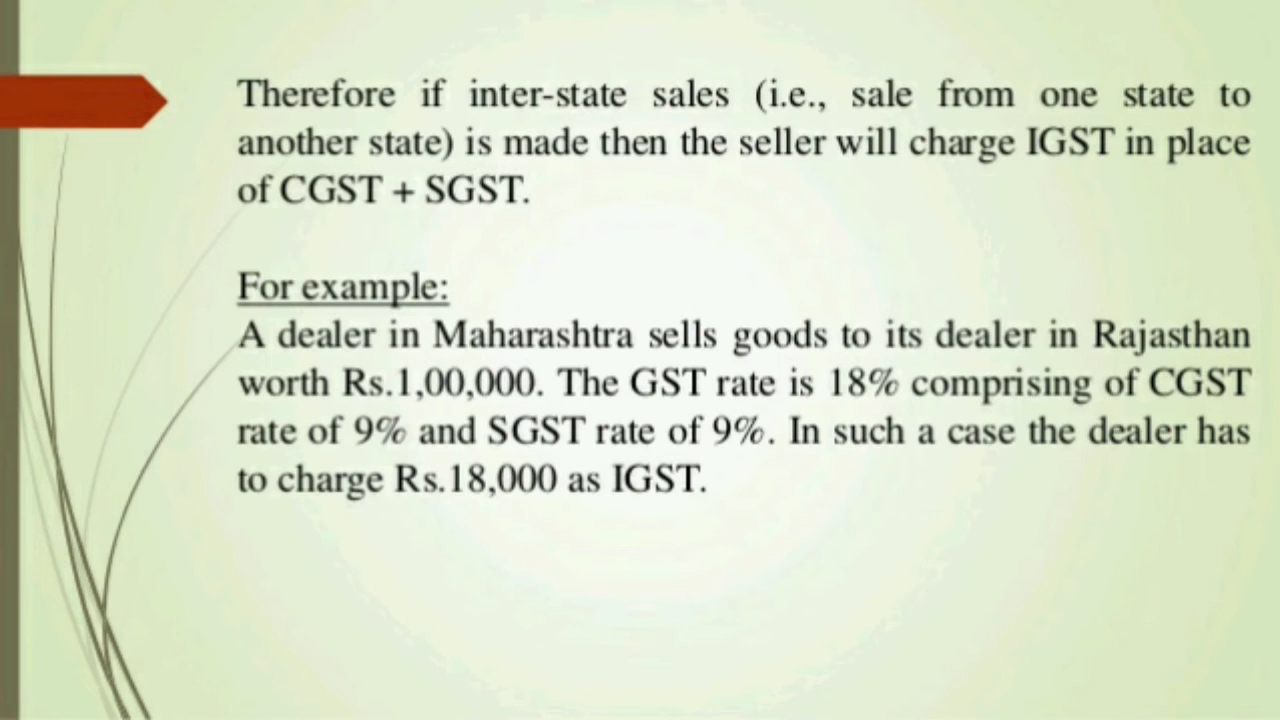 Therefore if inter-state sales (i.e., sale from one state to
another state) is made then the seller will charge IGST in place
of CGST + SGST.
For example:
A dealer in Maharashtra sells goods to its dealer in Rajasthan
worth Rs.1,00,000. The GST rate is 18% comprising of CGST
rate of 9% and SGST rate of 9%. In such a case the dealer has
to charge Rs.18,000 as IGST.